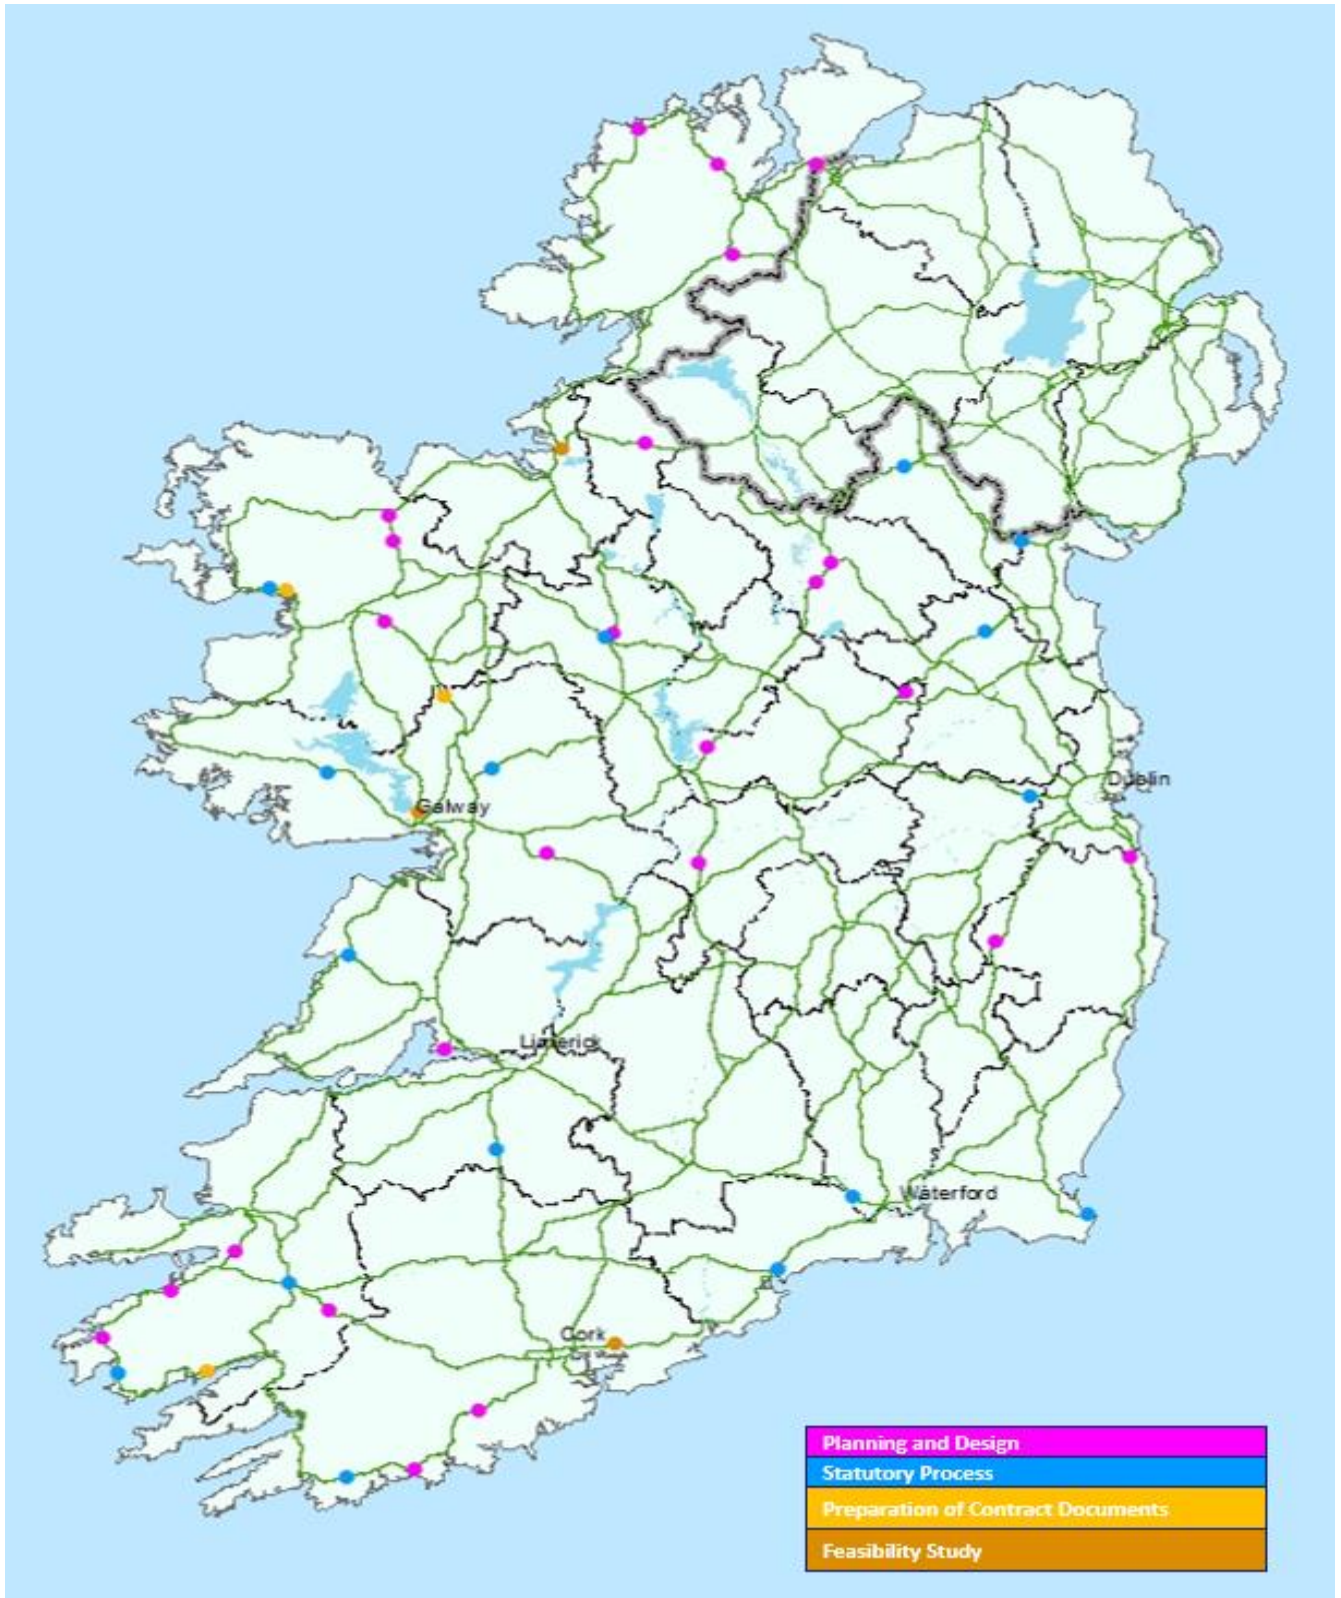 Dublin
Galway
Limerick
Waterford
Cork
Planning and Design
Statutory Process
Preparation of Contract Documents
Feasibility Study